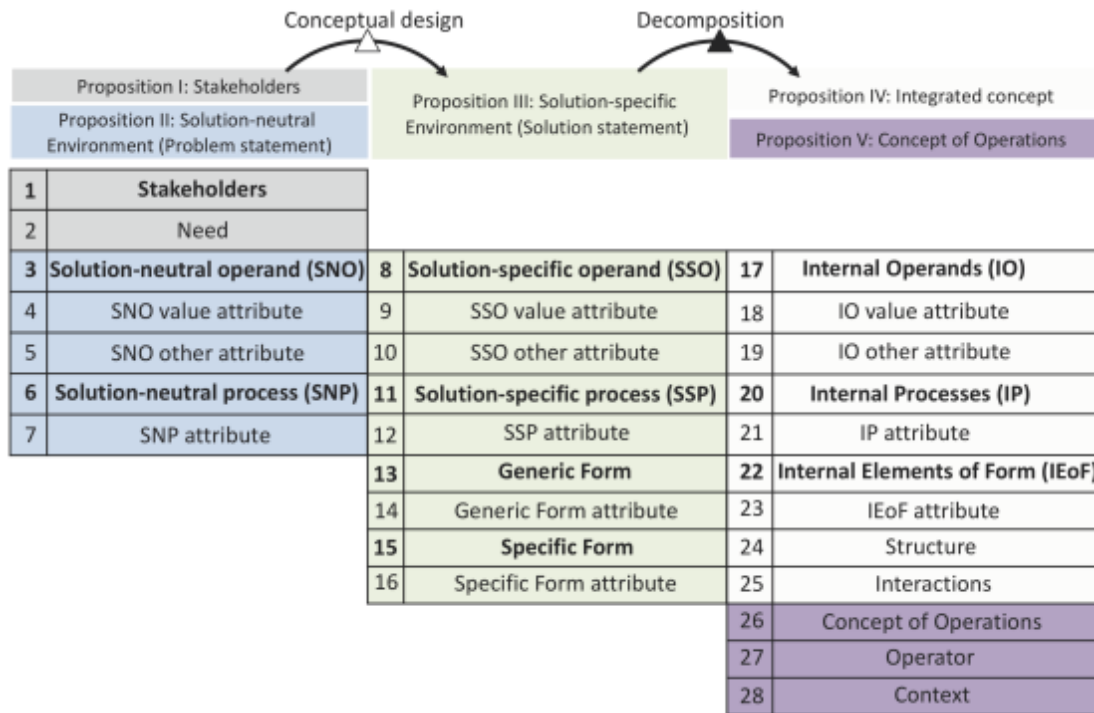 Conceptual design
Decomposition
Proposition I: Stakeholders
Proposition II: Solution-neutral
Environment (Problem statement)
Proposition III: Solution-specific
Environment (Solution statement)
Proposition IV: Integrated concept
Proposition V: Concept of Operations
1 Stakeholders
2 Need
3 Solution-neutral operand (SNO)
4 SNO value attribute
5 SNO other attribute
6 Solution-neutral process (SNP)
7 SNP attribute
8 Solution-specific operand (SSO)
9 SSO value attribute
10 SSO other attribute
11 Solution-specific process (SSP)
12 SSP attribute
13 Generic Form
14 Generic Form attribute
15 Specific Form
16 Specific Form attribute
17 Internal Operands (IO)
18 IO value attribute
19 IO other attribute
20 Internal Processes (IP)
21 IP attribute
22 Internal Elements of Form (IEoF)
23 IEoF attribute
24 Structure
25 Interactions
26 Concept of Operations
27 Operator
28 Context